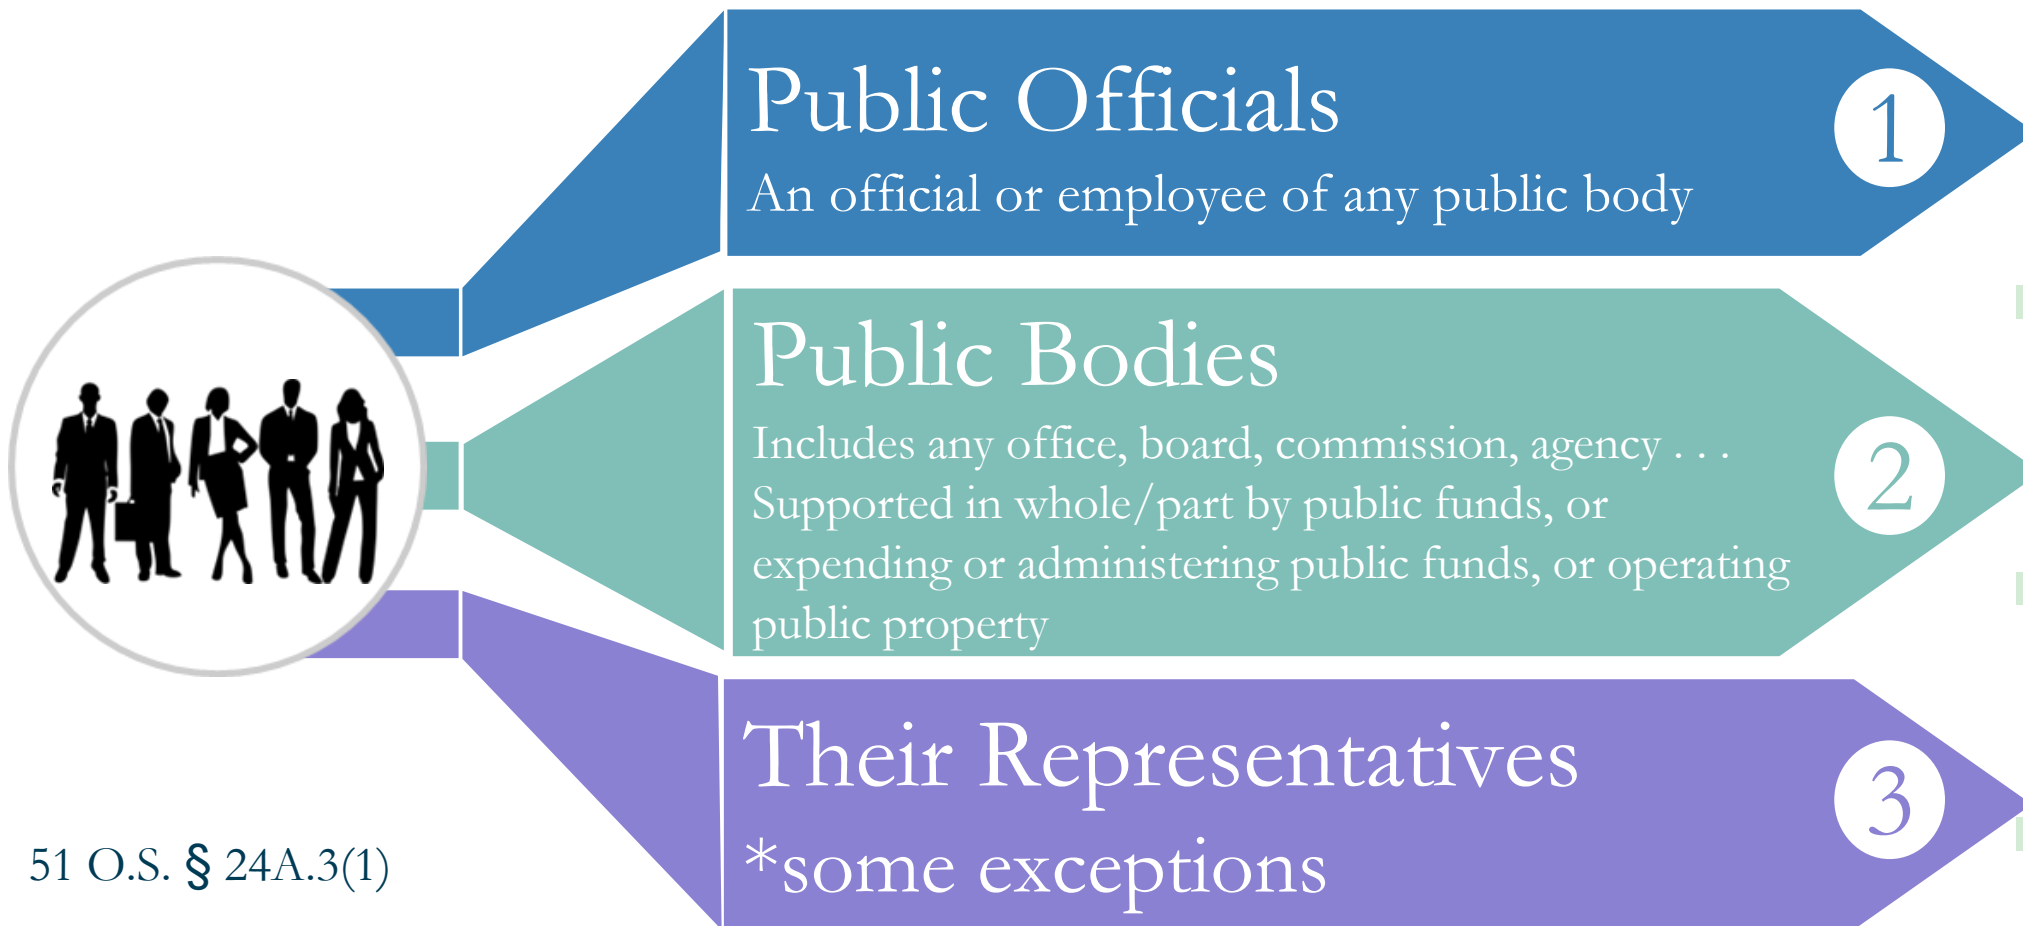 Public Officials
An official or employee of any public body
1
Public Bodies
Includes any office, board, commission, agency . . .
Supported in whole/part by public funds, or
expending or administering public funds, or operating
public property
2
Their Representatives
*some exceptions
3
51 O.S. § 24A.3(1)